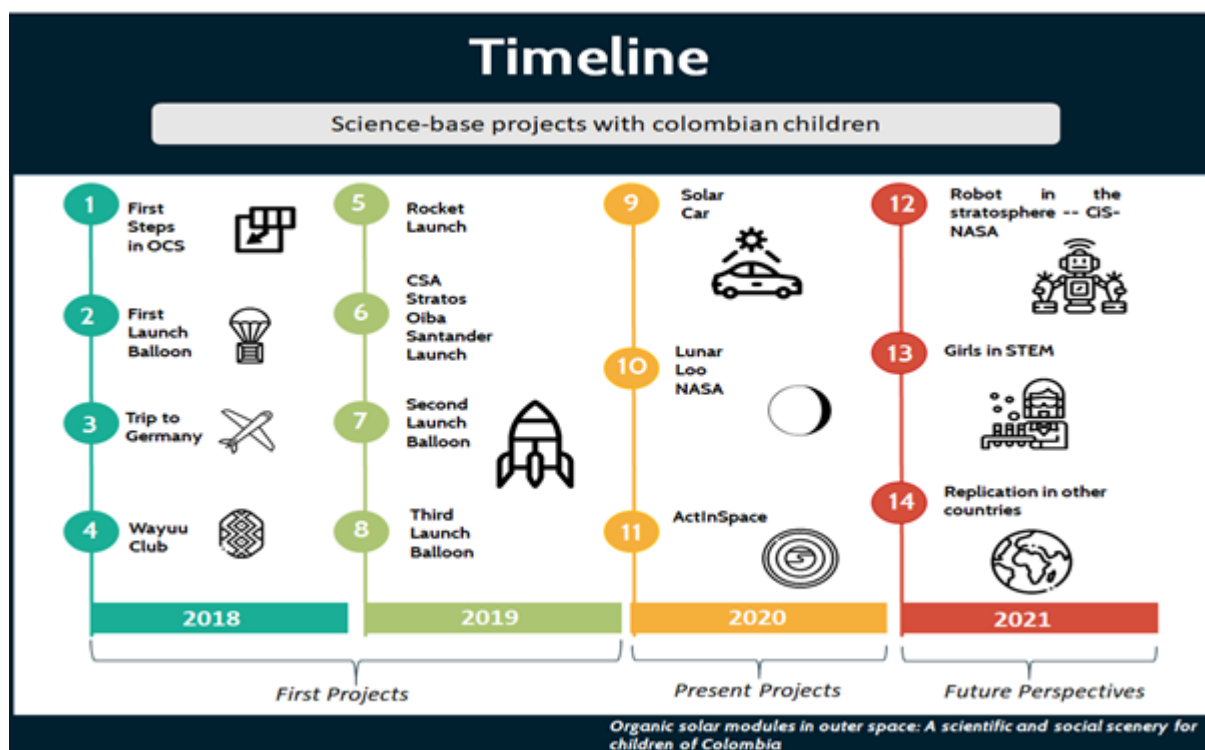 Timeline
Science-base projects with colombian children
1
First
Steps
in OCS
2
First
Launch
Balloon
3
Trip to
Germany
4
Wayuu
Club
2018
5
Rocket
Launch
6
CSA
Stratos
Oiba
Santander
Launch
7
Second
Launch
Balloon
8
Third
Launch
Balloon
2019
First Projects
9
Solar
Car
10
Lunar
Loo
NASA
11
ActInSpace
2020
Present Projects
12
Robot in the
stratosphere -- CiS-
NASA
13
Girls in STEM
14
Replication in other
countries
2021
Future Perspectives
Organic solar modules in outer space: A scientific and social scenery for
children of Colombia